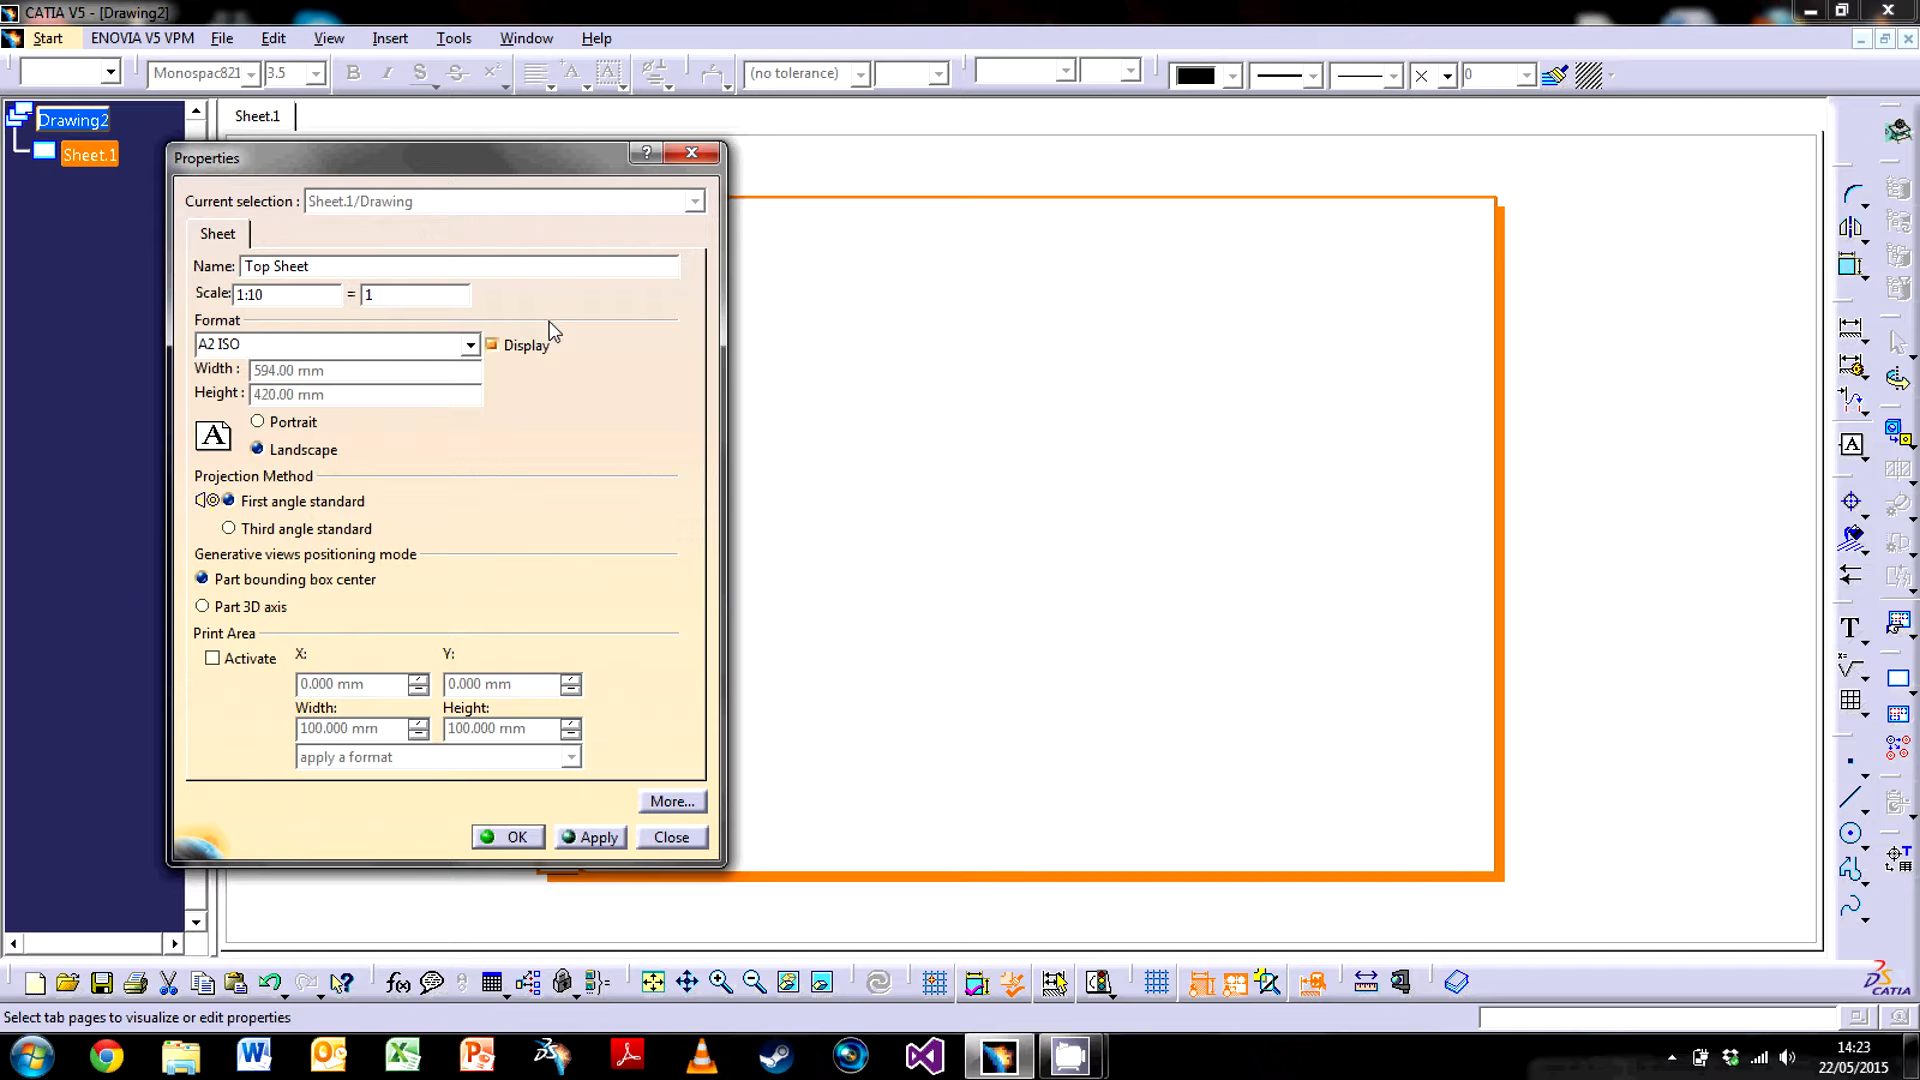 CATIA V5 - [Drawing2]
Start ENOVIA V5 VPM File Edit View Insert Tools Window Help
Monospac821 3.5 B I S S (no tolerance) 0
Drawing2
Sheet.1
Sheet.1
Properties
Current selection : Sheet.1/Drawing
Sheet
Name: Top Sheet
Scale: 1:10 = 1
Format
A2 ISO Display
Width : 594.00 mm
Height : 420.00 mm
A
Portrait
Landscape
Projection Method
First angle standard
Third angle standard
Generative views positioning mode
Part bounding box center
Part 3D axis
Print Area
Activate X: Y:
0.000 mm 0.000 mm
Width: Height:
100.000 mm 100.000 mm
apply a format
More...
OK Apply Close
CATIA
Select tab pages to visualize or edit properties
14:23
22/05/2015